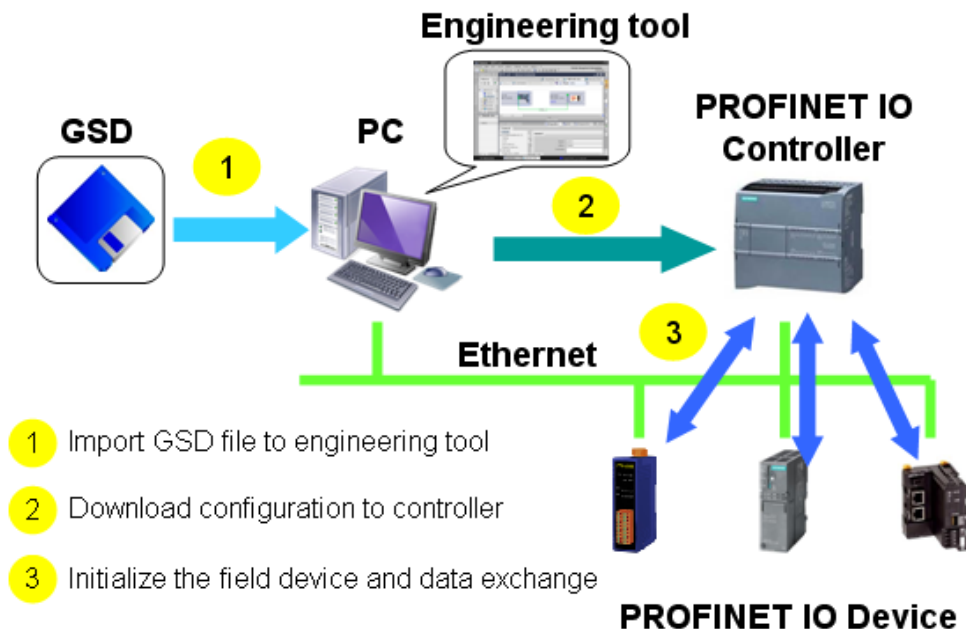 Engineering tool
GSD
PC
PROFINET IO
Controller
1
2
3
Ethernet
1 Import GSD file to engineering tool
2 Download configuration to controller
3 Initialize the field device and data exchange
PROFINET IO Device